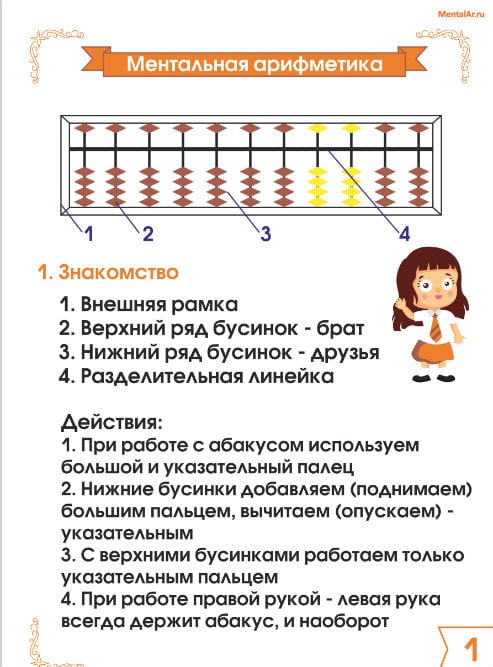 MentalAr.ru
Ментальная арифметика
1 2 3 4
1. Знакомство
1. Внешняя рамка
2. Верхний ряд бусинок - брат
3. Нижний ряд бусинок - друзья
4. Разделительная линейка
Действия:
1. При работе с абакусом используем
большой и указательный палец
2. Нижние бусинки добавляем (поднимаем)
большим пальцем, вычитаем (опускаем) -
указательным
3. С верхними бусинками работаем только
указательным пальцем
4. При работе правой рукой - левая рука
всегда держит абакус, и наоборот
1